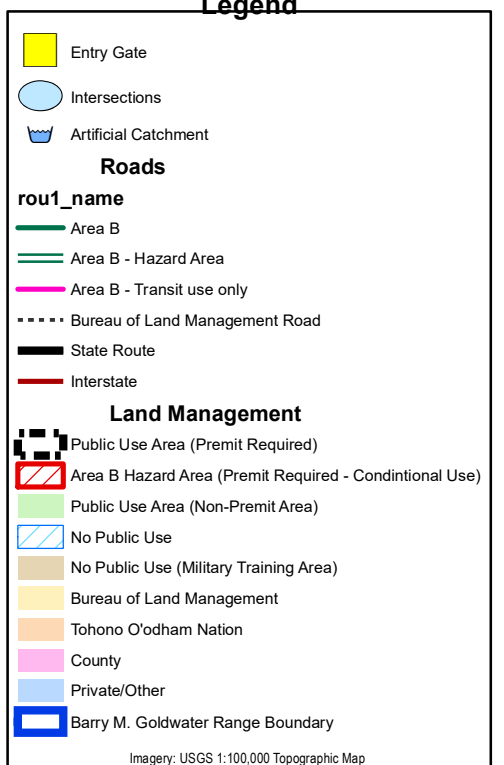 Legend
Entry Gate
Intersections
Artificial Catchment
Roads
rou1_name
Area B
Area B - Hazard Area
Area B - Transit use only
Bureau of Land Management Road
State Route
Interstate
Land Management
Public Use Area (Premit Required)
Area B Hazard Area (Premit Required - Condintional Use)
Public Use Area (Non-Premit Area)
No Public Use
No Public Use (Military Training Area)
Bureau of Land Management
Tohono O'odham Nation
County
Private/Other
Barry M. Goldwater Range Boundary
Imagery: USGS 1:100,000 Topographic Map